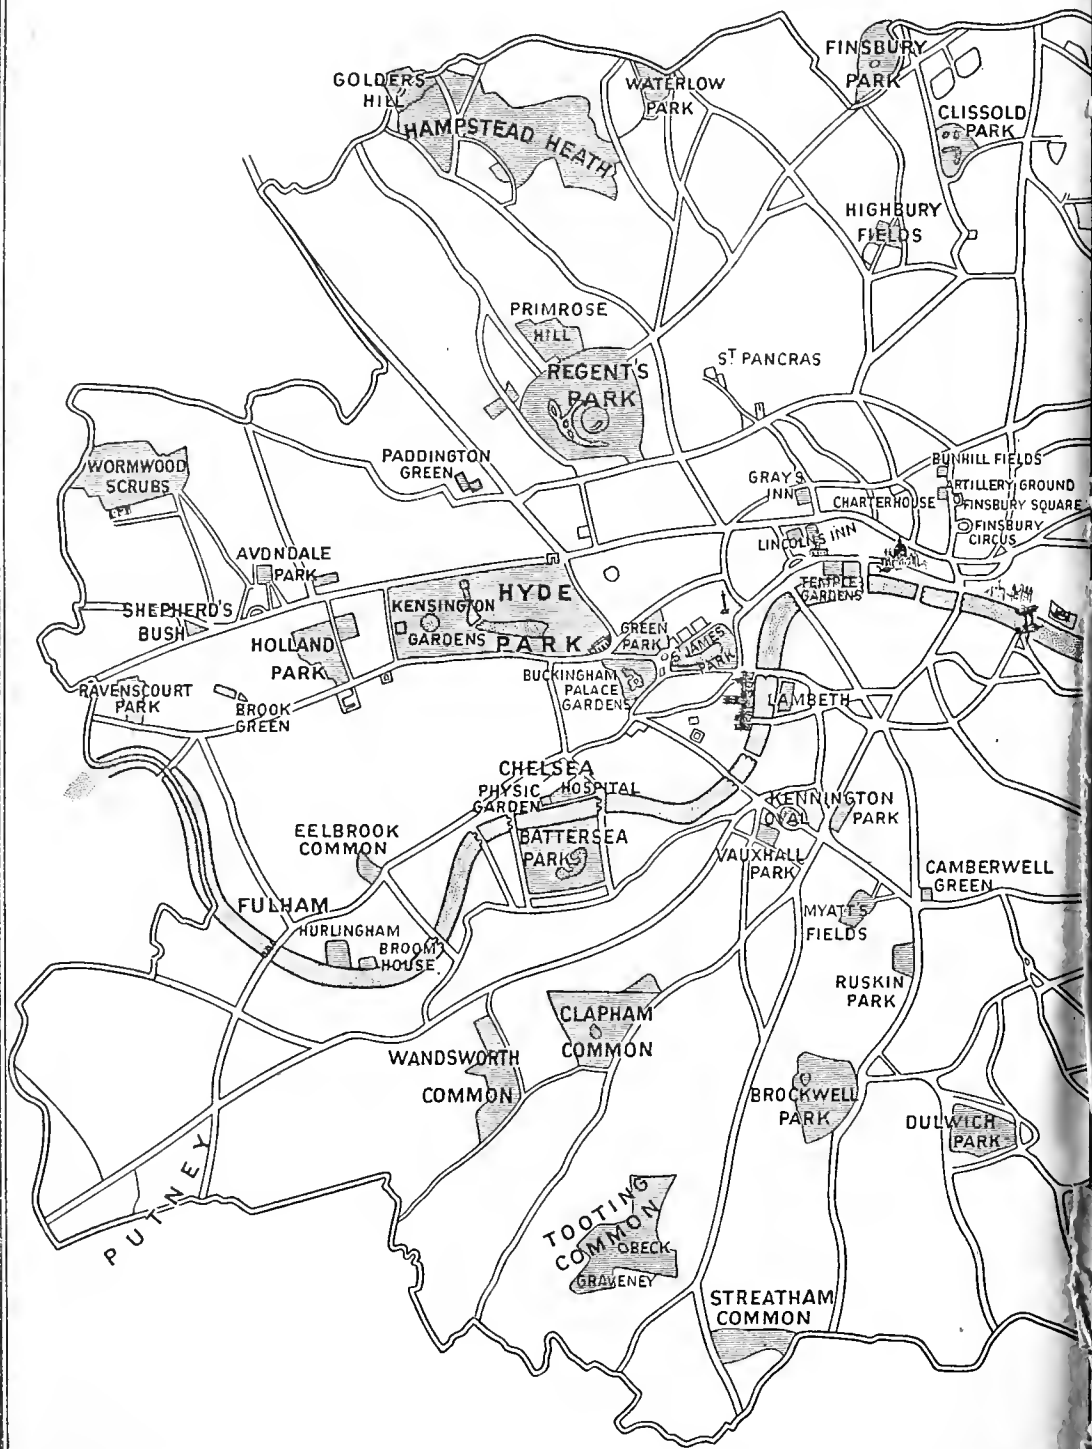 FINSBURY
PARK
GOLDERS
HILL
WATERLOW
PARK
CLISSOLD
PARK
HAMPSTEAD HEATH
HIGHBURY
FIELDS
PRIMROSE
HILL
ST PANCRAS
REGENT'S
PARK
WORMWOOD
SCRUBS
PADDINGTON
GREEN
BUNHILL FIELDS
GRAY'S
INN
ARTILLERY GROUND
CHARTERHOUSE
FINSBURY SQUARE
FINSBURY
CIRCUS
LINCOLN'S INN
AVONDALE
PARK
TEMPLE
GARDENS
HYDE
PARK
KENSINGTON
GARDENS
SHEPHERD'S
BUSH
HOLLAND
PARK
GREEN
PARK
ST JAMES
PARK
BUCKINGHAM
PALACE
GARDENS
RAVENSCOURT
PARK
BROOK
GREEN
LAMBETH
CHELSEA
HOSPITAL
PHYSIC
GARDEN
KENNINGTON
OVAL
PARK
EELBROOK
COMMON
BATTERSEA
PARK
VAUXHALL
PARK
CAMBERWELL
GREEN
FULHAM
MYATT'S
FIELDS
HURLINGHAM
BROOM
HOUSE
RUSKIN
PARK
CLAPHAM
COMMON
WANDSWORTH
COMMON
BROCKWELL
PARK
DULWICH
PARK
PUTNEY
TOOTING
COMMON
BECK
GRAVENEY
STREATHAM
COMMON